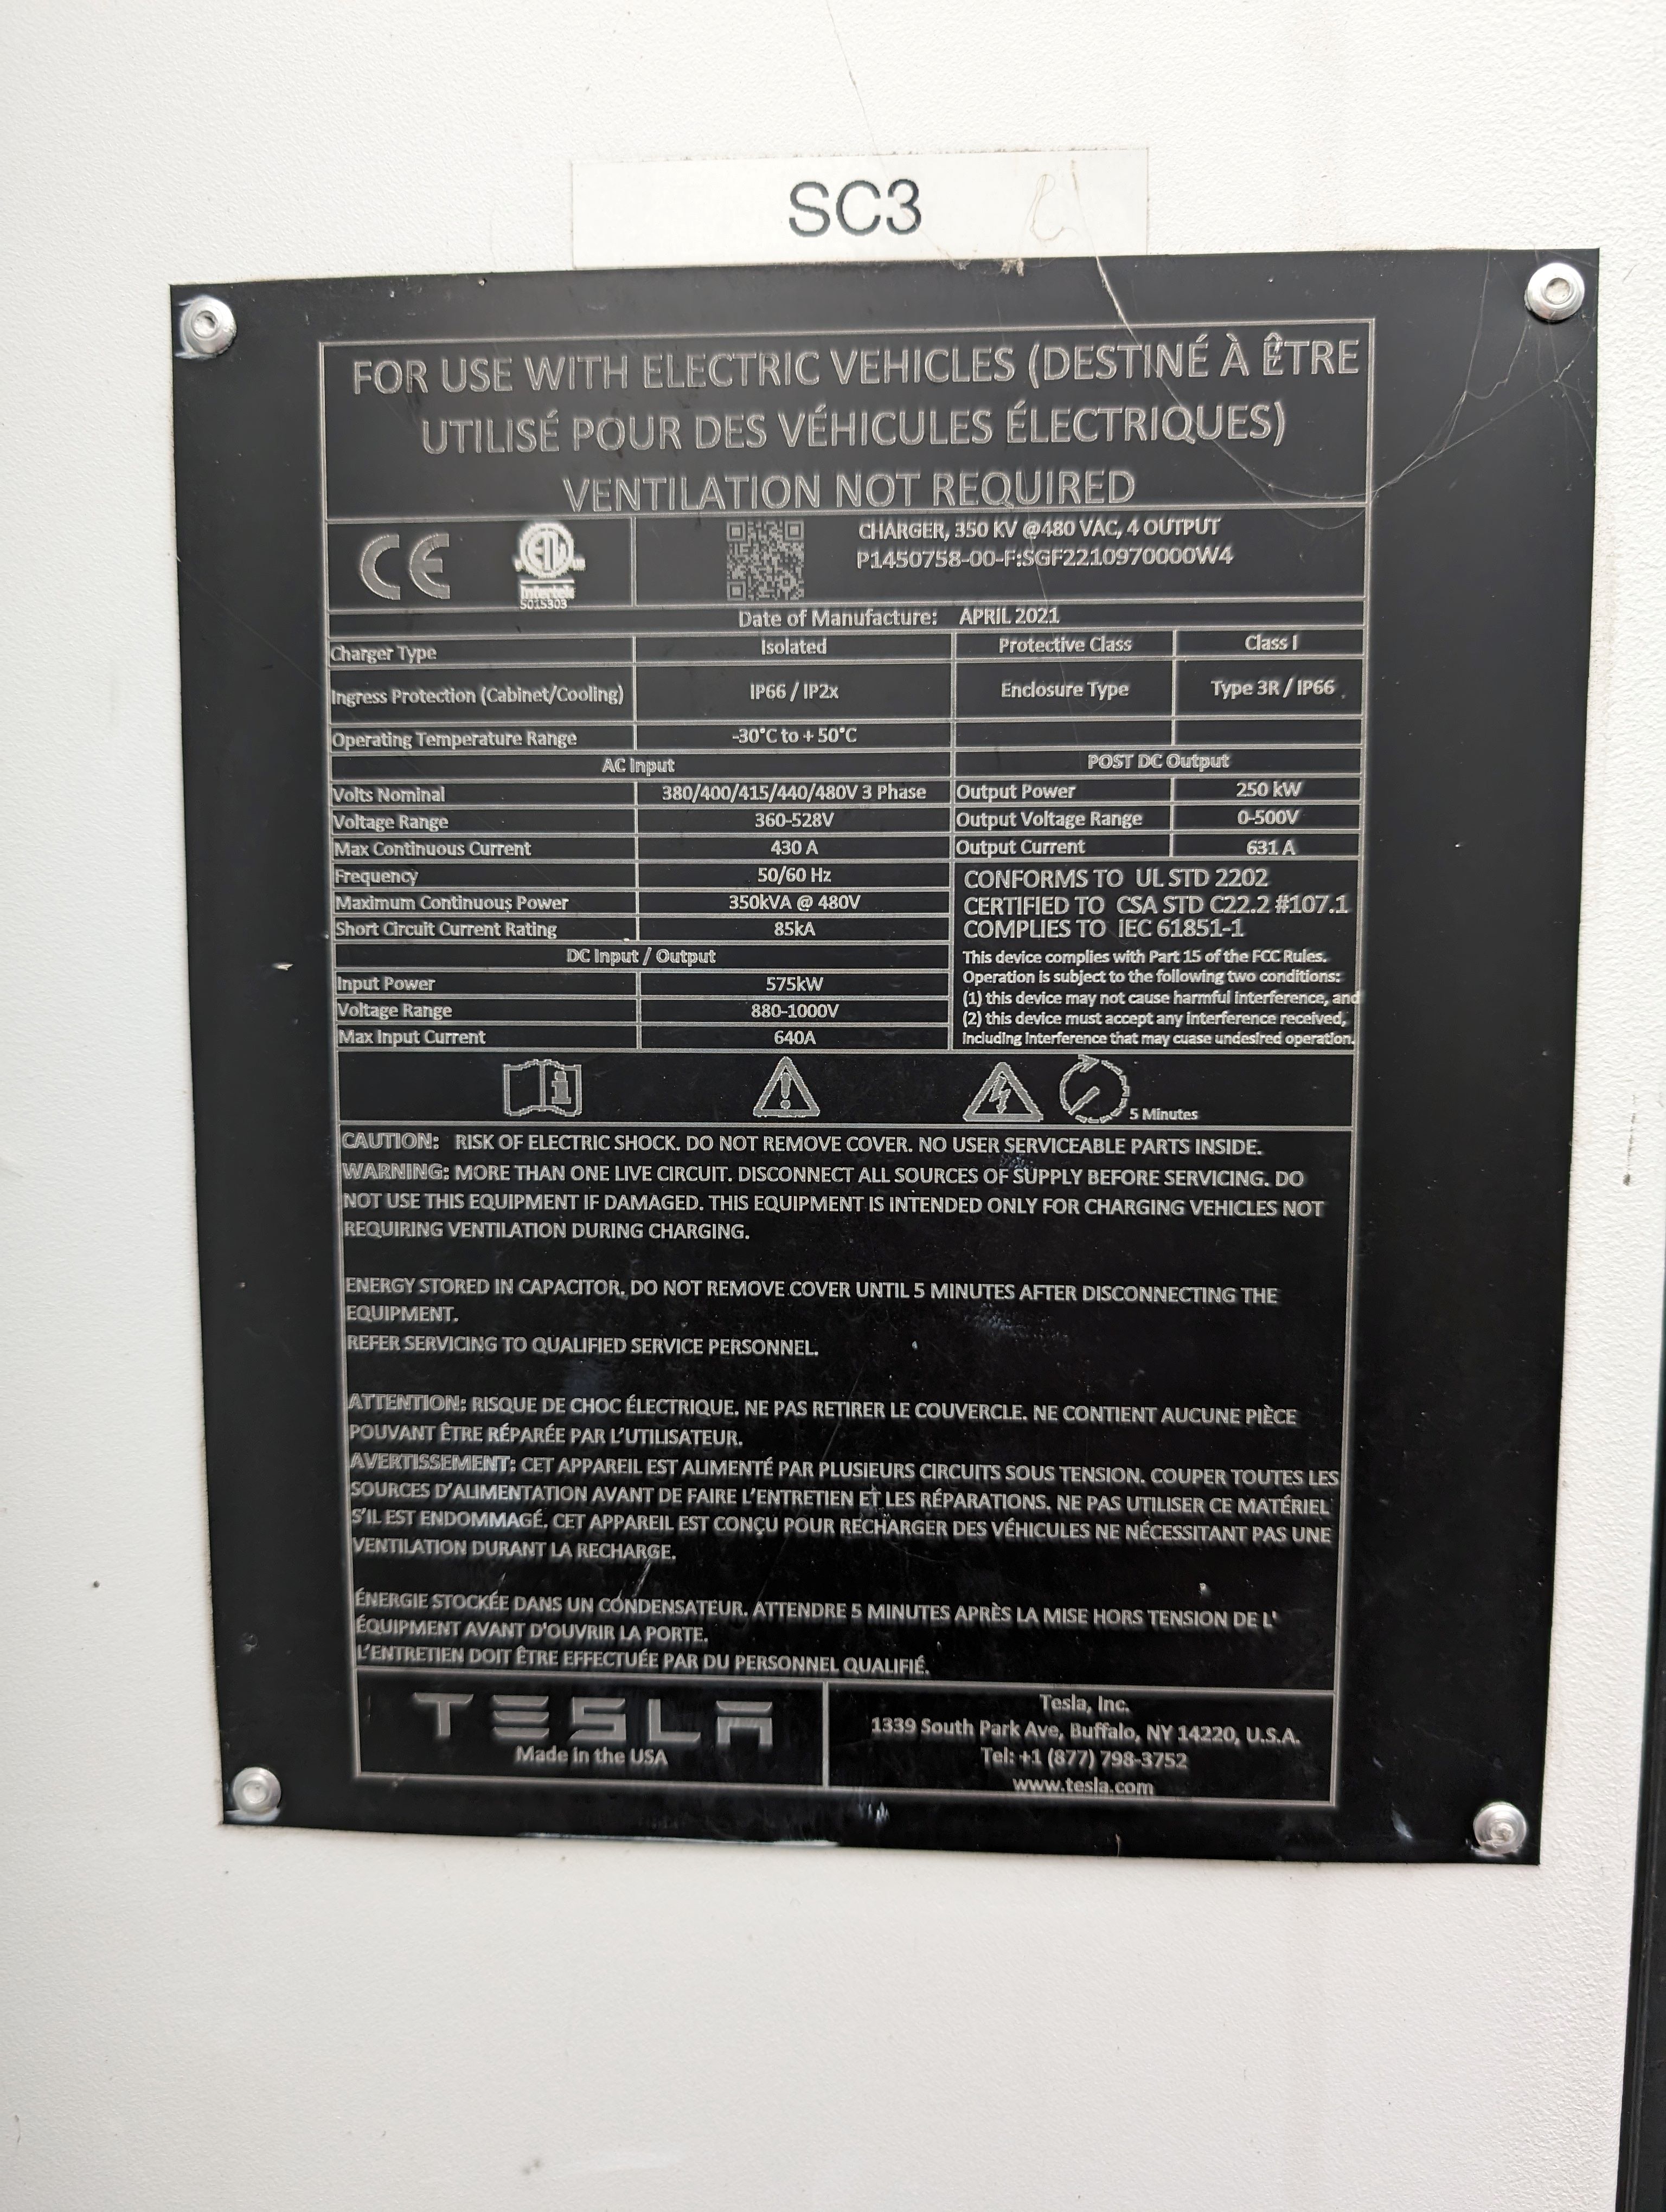 SC3
FOR USE WITH ELECTRIC VEHICLES (DESTINÉ À ÊTRE
UTILISÉ POUR DES VÉHICULES ÉLECTRIQUES)
VENTILATION NOT REQUIRED
CE
Intertek
5015303
CHARGER, 350 KV @480 VAC, 4 OUTPUT
P1450758-00-F:SGF2210970000W4
Date of Manufacture: APRIL 2021
Charger Type Isolated Protective Class Class I
Ingress Protection (Cabinet/Cooling) IP66 / IP2x Enclosure Type Type 3R / IP66
Operating Temperature Range -30°C to + 50°C
AC Input POST DC Output
Volts Nominal 380/400/415/440/480V 3 Phase Output Power 250 kW
Voltage Range 360-528V Output Voltage Range 0-500V
Max Continuous Current 430 A Output Current 631 A
Frequency 50/60 Hz
Maximum Continuous Power 350kVA @ 480V
Short Circuit Current Rating 85kA
DC Input / Output
Input Power 575kW
Voltage Range 880-1000V
Max Input Current 640A
CONFORMS TO UL STD 2202
CERTIFIED TO CSA STD C22.2 #107.1
COMPLIES TO IEC 61851-1
This device complies with Part 15 of the FCC Rules.
Operation is subject to the following two conditions:
(1) this device may not cause harmful interference, and
(2) this device must accept any interference received,
including interference that may cuase undesired operation.
5 Minutes
CAUTION: RISK OF ELECTRIC SHOCK. DO NOT REMOVE COVER. NO USER SERVICEABLE PARTS INSIDE.
WARNING: MORE THAN ONE LIVE CIRCUIT. DISCONNECT ALL SOURCES OF SUPPLY BEFORE SERVICING. DO
NOT USE THIS EQUIPMENT IF DAMAGED. THIS EQUIPMENT IS INTENDED ONLY FOR CHARGING VEHICLES NOT
REQUIRING VENTILATION DURING CHARGING.
ENERGY STORED IN CAPACITOR. DO NOT REMOVE COVER UNTIL 5 MINUTES AFTER DISCONNECTING THE
EQUIPMENT.
REFER SERVICING TO QUALIFIED SERVICE PERSONNEL.
ATTENTION: RISQUE DE CHOC ÉLECTRIQUE. NE PAS RETIRER LE COUVERCLE. NE CONTIENT AUCUNE PIÈCE
POUVANT ÊTRE RÉPARÉE PAR L'UTILISATEUR.
AVERTISSEMENT: CET APPAREIL EST ALIMENTÉ PAR PLUSIEURS CIRCUITS SOUS TENSION. COUPER TOUTES LES
SOURCES D'ALIMENTATION AVANT DE FAIRE L'ENTRETIEN ET LES RÉPARATIONS. NE PAS UTILISER CE MATÉRIEL
S'IL EST ENDOMMAGÉ. CET APPAREIL EST CONÇU POUR RECHARGER DES VÉHICULES NE NÉCESSITANT PAS UNE
VENTILATION DURANT LA RECHARGE.
ÉNERGIE STOCKÉE DANS UN CONDENSATEUR. ATTENDRE 5 MINUTES APRÈS LA MISE HORS TENSION DE L'
ÉQUIPMENT AVANT D'OUVRIR LA PORTE.
L'ENTRETIEN DOIT ÊTRE EFFECTUÉE PAR DU PERSONNEL QUALIFIÉ.
TESLA
Made in the USA
Tesla, Inc.
1339 South Park Ave, Buffalo, NY 14220, U.S.A.
Tel: +1 (877) 798-3752
www.tesla.com